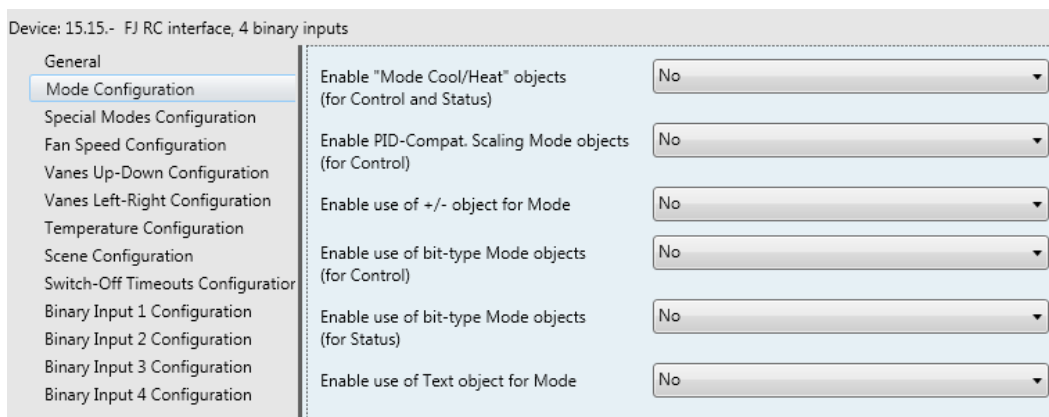 Device: 15.15.- FJ RC interface, 4 binary inputs
General
Mode Configuration
Special Modes Configuration
Fan Speed Configuration
Vanes Up-Down Configuration
Vanes Left-Right Configuration
Temperature Configuration
Scene Configuration
Switch-Off Timeouts Configuration
Binary Input 1 Configuration
Binary Input 2 Configuration
Binary Input 3 Configuration
Binary Input 4 Configuration
Enable "Mode Cool/Heat" objects
(for Control and Status)
No
Enable PID-Compat. Scaling Mode objects
(for Control)
No
Enable use of +/- object for Mode
No
Enable use of bit-type Mode objects
(for Control)
No
Enable use of bit-type Mode objects
(for Status)
No
Enable use of Text object for Mode
No